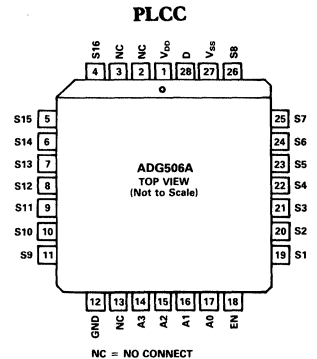 PLCC
S16 NC NC VDD D VSS S8
4 3 2 1 28 27 26
S15 5 25 S7
S14 6 24 S6
S13 7 23 S5
ADG506A
TOP VIEW
(Not to Scale)
S12 8 22 S4
S11 9 21 S3
S10 10 20 S2
S9 11 19 S1
12 13 14 15 16 17 18
GND NC A3 A2 A1 A0 EN
NC = NO CONNECT